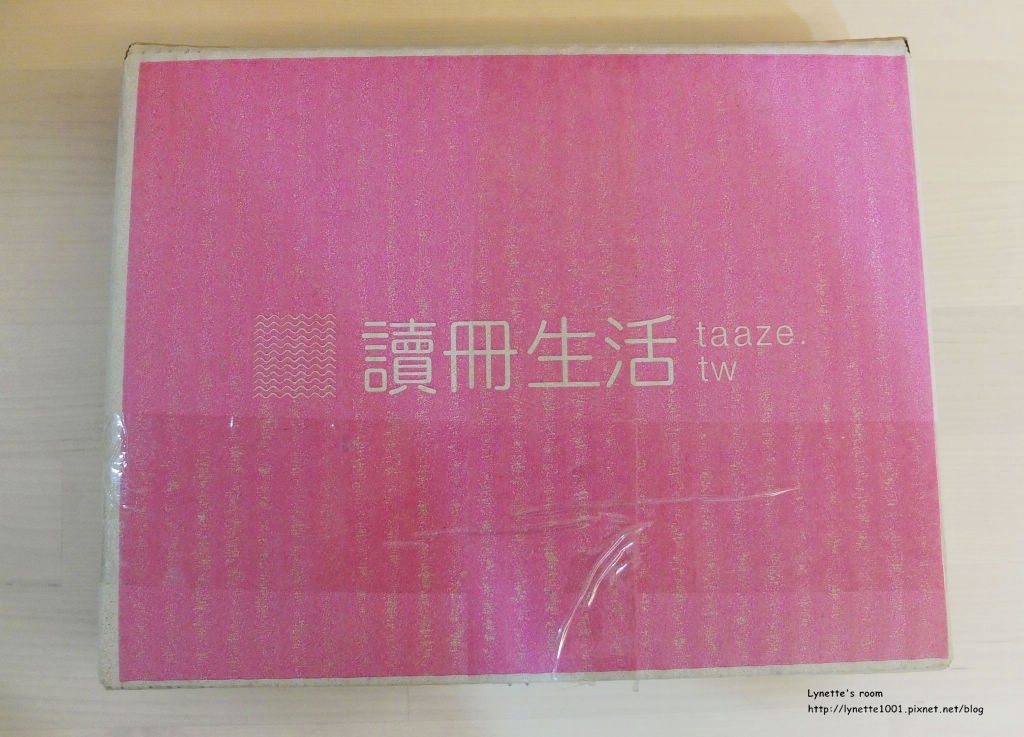 讀冊生活
taaze.
tw
Lynette's room
http://lynette1001.pixnet.net/blog